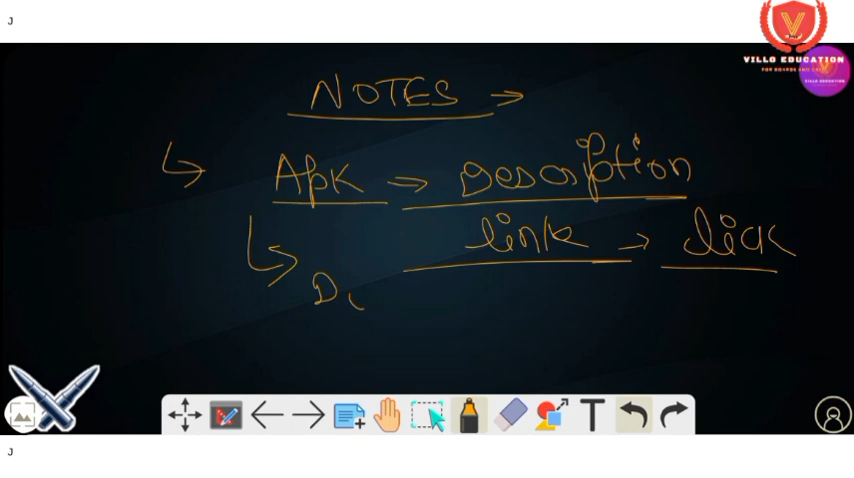 J
VILLO EDUCATION
NOTES →
↳ Apk → Description
link → click
↳ D
T
J